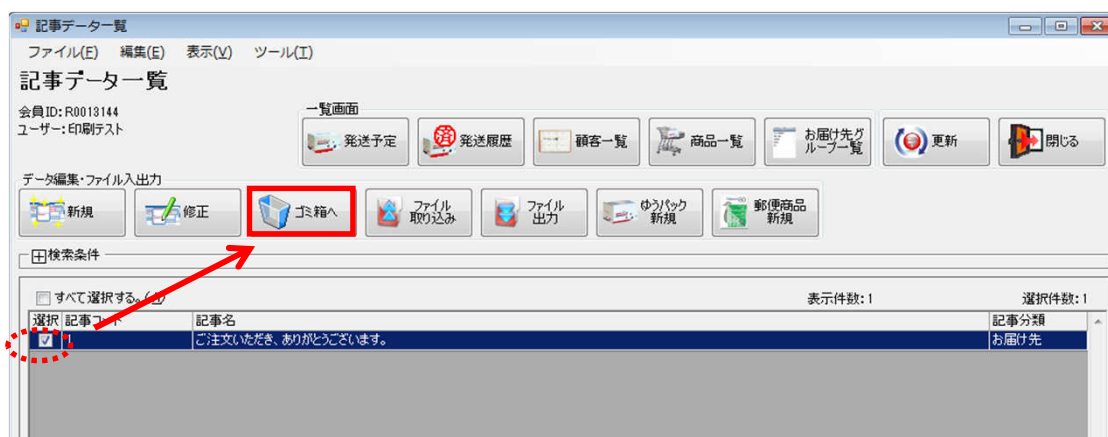 記事データ一覧
ファイル(F) 編集(E) 表示(V) ツール(T)
記事データ一覧
会員ID:R0013144
ユーザー:印刷テスト
一覧画面
発送予定
済
発送履歴
顧客一覧
商品一覧
お届け先グ
ループ一覧
更新
閉じる
データ編集・ファイル入出力
新規
修正
ゴミ箱へ
ファイル
取り込み
ファイル
出力
ゆうパック
新規
郵便商品
新規
検索条件
すべて選択する。(A)
表示件数:1
選択件数:1
選択 記事コード 記事名 記事分類
1 ご注文いただき、ありがとうございます。 お届け先